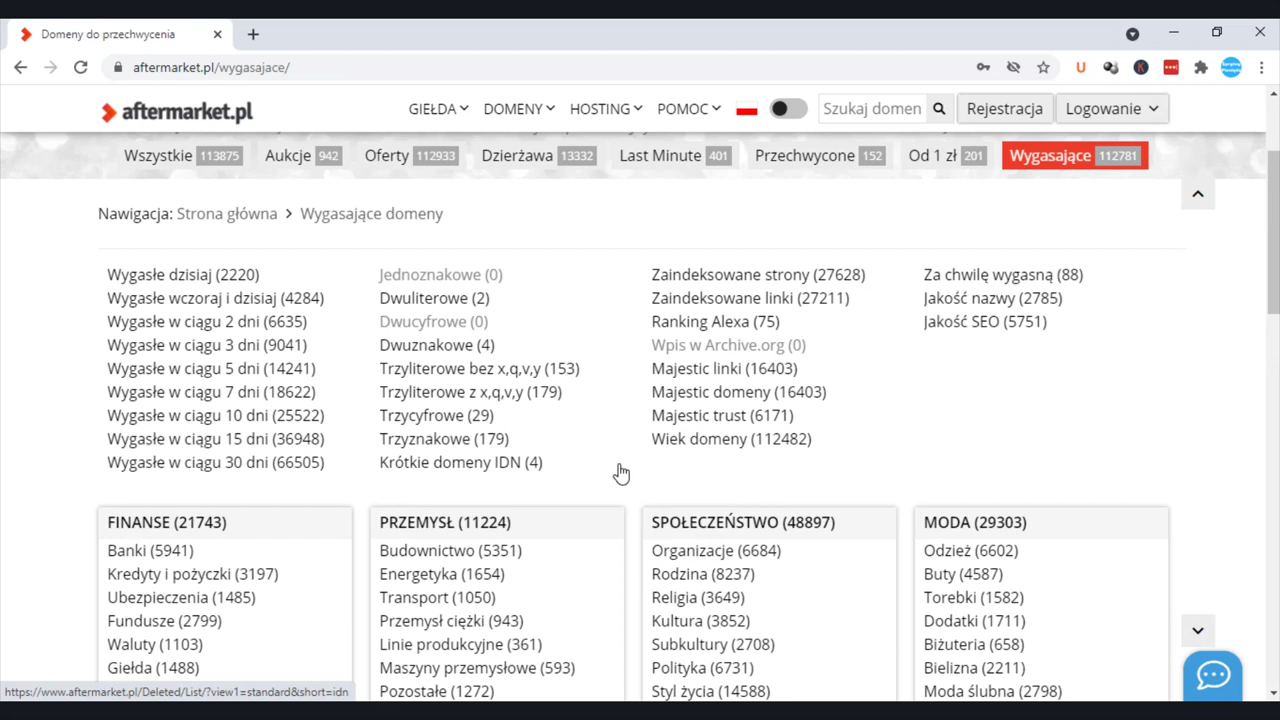 Domeny do przechwycenia
aftermarket.pl/wygasajace/
aftermarket.pl
GIEŁDA DOMENY HOSTING POMOC Szukaj domen Rejestracja Logowanie
Wszystkie 113875 Aukcje 942 Oferty 112933 Dzierżawa 13332 Last Minute 401 Przechwycone 152 Od 1 zł 201 Wygasające 112781
Nawigacja: Strona główna > Wygasające domeny
Wygasłe dzisiaj (2220)
Wygasłe wczoraj i dzisiaj (4284)
Wygasłe w ciągu 2 dni (6635)
Wygasłe w ciągu 3 dni (9041)
Wygasłe w ciągu 5 dni (14241)
Wygasłe w ciągu 7 dni (18622)
Wygasłe w ciągu 10 dni (25522)
Wygasłe w ciągu 15 dni (36948)
Wygasłe w ciągu 30 dni (66505)
Jednoznakowe (0)
Dwuliterowe (2)
Dwucyfrowe (0)
Dwuznakowe (4)
Trzyliterowe bez x,q,v,y (153)
Trzyliterowe z x,q,v,y (179)
Trzycyfrowe (29)
Trzyznakowe (179)
Krótkie domeny IDN (4)
Zaindeksowane strony (27628)
Zaindeksowane linki (27211)
Ranking Alexa (75)
Wpis w Archive.org (0)
Majestic linki (16403)
Majestic domeny (16403)
Majestic trust (6171)
Wiek domeny (112482)
Za chwilę wygasną (88)
Jakość nazwy (2785)
Jakość SEO (5751)
FINANSE (21743)
Banki (5941)
Kredyty i pożyczki (3197)
Ubezpieczenia (1485)
Fundusze (2799)
Waluty (1103)
Giełda (1488)
PRZEMYSŁ (11224)
Budownictwo (5351)
Energetyka (1654)
Transport (1050)
Przemysł ciężki (943)
Linie produkcyjne (361)
Maszyny przemysłowe (593)
Pozostałe (1272)
SPOŁECZEŃSTWO (48897)
Organizacje (6684)
Rodzina (8237)
Religia (3649)
Kultura (3852)
Subkultury (2708)
Polityka (6731)
Styl życia (14588)
MODA (29303)
Odzież (6602)
Buty (4587)
Torebki (1582)
Dodatki (1711)
Biżuteria (658)
Bielizna (2211)
Moda ślubna (2798)
https://www.aftermarket.pl/Deleted/List/?view1=standard&short=idn